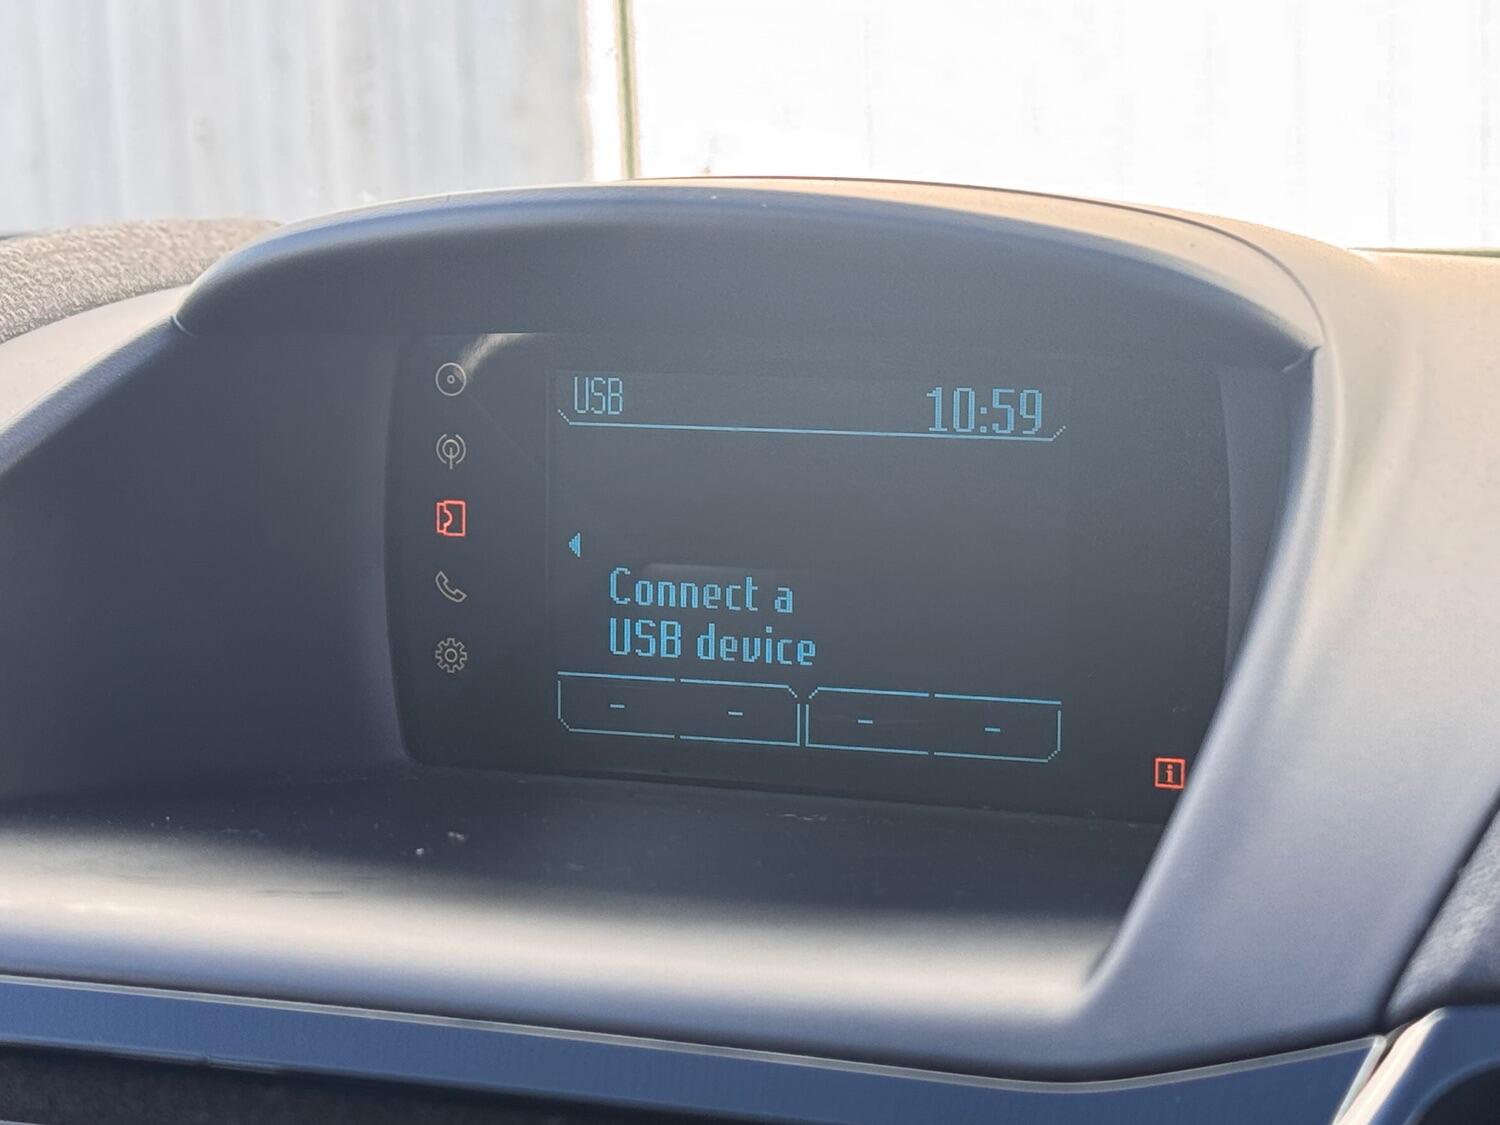 USB 10:59
Connect a
USB device
- - - -
i